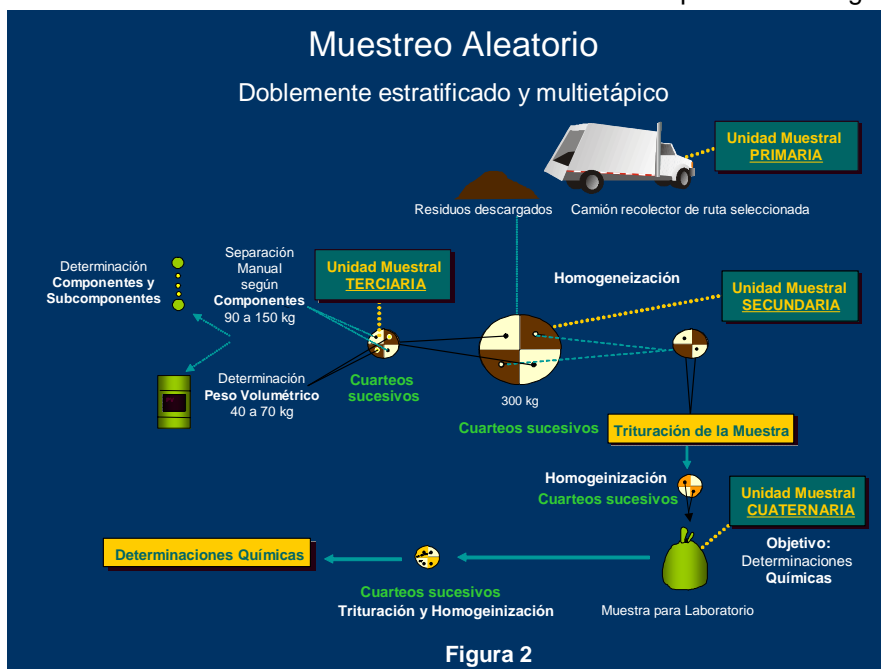 Muestreo Aleatorio
Doblemente estratificado y multietápico
Unidad Muestral
PRIMARIA
Residuos descargados
Camión recolector de ruta seleccionada
Determinación
Componentes y
Subcomponentes
Separación
Manual
según
Componentes
90 a 150 kg
Unidad Muestral
TERCIARIA
Homogeneización
Unidad Muestral
SECUNDARIA
Determinación
Peso Volumétrico
40 a 70 kg
Cuarteos
sucesivos
300 kg
Cuarteos sucesivos
Trituración de la Muestra
Homogeinización
Cuarteos sucesivos
Unidad Muestral
CUATERNARIA
Objetivo:
Determinaciones
Químicas
Determinaciones Químicas
Cuarteos sucesivos
Trituración y Homogeinización
Muestra para Laboratorio
Figura 2